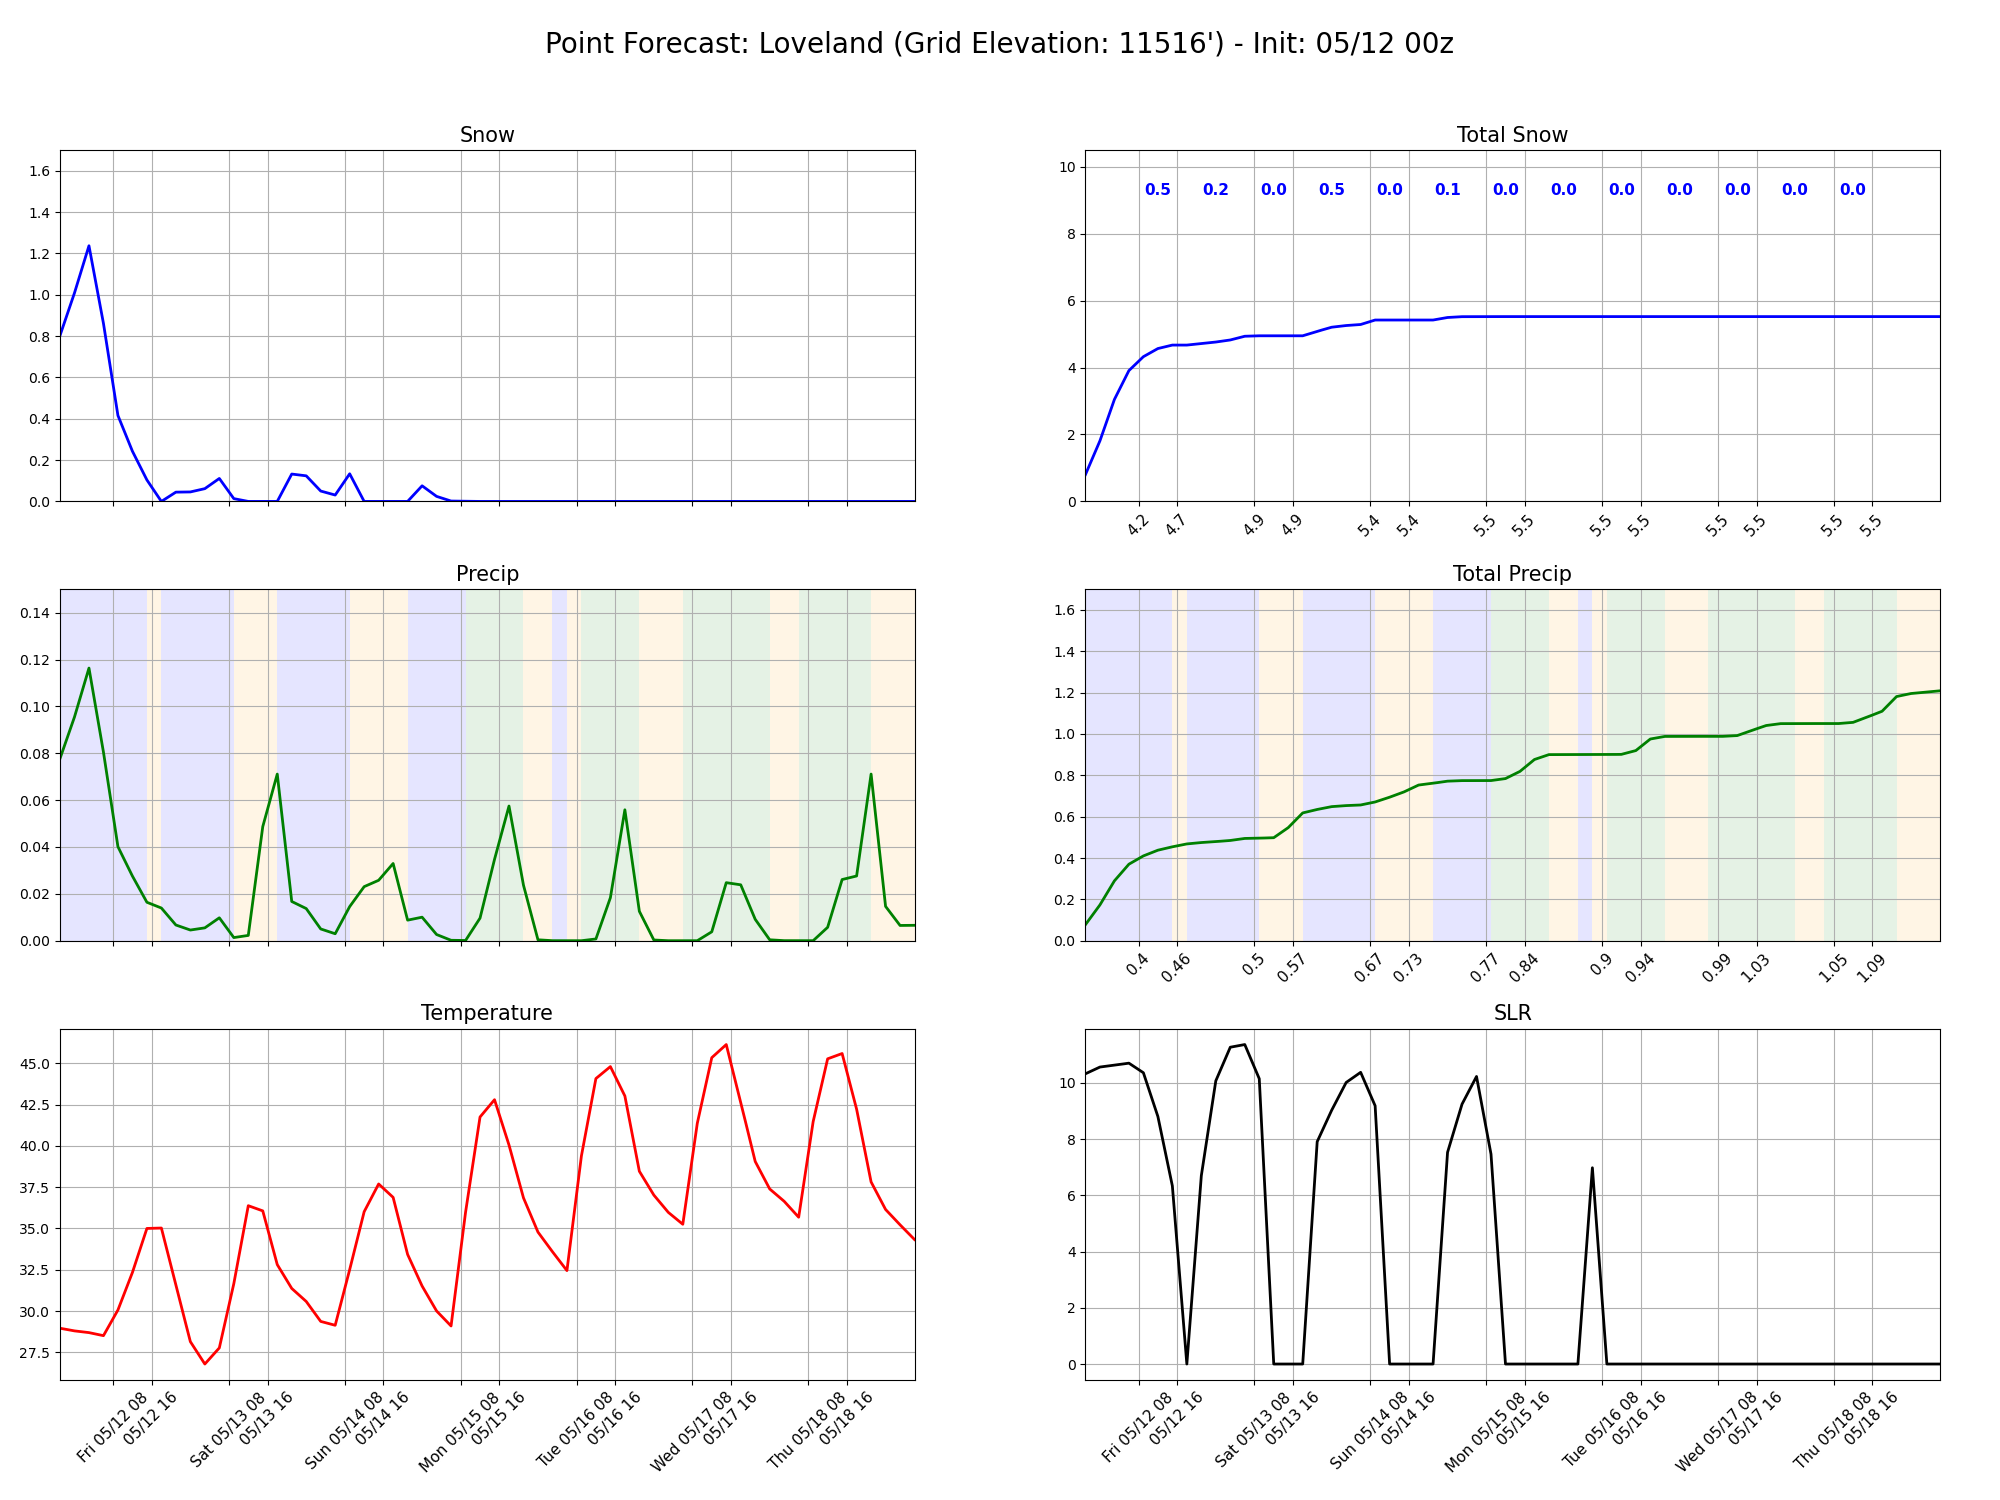 Point Forecast: Loveland (Grid Elevation: 11516') - Init: 05/12 00z
Snow
1.6
1.4
1.2
1.0
0.8
0.6
0.4
0.2
0.0
Total Snow
10
8
6
4
2
0
0.5 0.2 0.0 0.5 0.0 0.1 0.0 0.0 0.0 0.0 0.0 0.0 0.0
4.2 4.7 4.9 4.9 5.4 5.4 5.5 5.5 5.5 5.5 5.5 5.5 5.5 5.5
Precip
0.14
0.12
0.10
0.08
0.06
0.04
0.02
0.00
Total Precip
1.6
1.4
1.2
1.0
0.8
0.6
0.4
0.2
0.0
0.4 0.46 0.5 0.57 0.67 0.73 0.77 0.84 0.9 0.94 0.99 1.03 1.05 1.09
Temperature
45.0
42.5
40.0
37.5
35.0
32.5
30.0
27.5
Fri 05/12 08
05/12 16
Sat 05/13 08
05/13 16
Sun 05/14 08
05/14 16
Mon 05/15 08
05/15 16
Tue 05/16 08
05/16 16
Wed 05/17 08
05/17 16
Thu 05/18 08
05/18 16
SLR
10
8
6
4
2
0
Fri 05/12 08
05/12 16
Sat 05/13 08
05/13 16
Sun 05/14 08
05/14 16
Mon 05/15 08
05/15 16
Tue 05/16 08
05/16 16
Wed 05/17 08
05/17 16
Thu 05/18 08
05/18 16